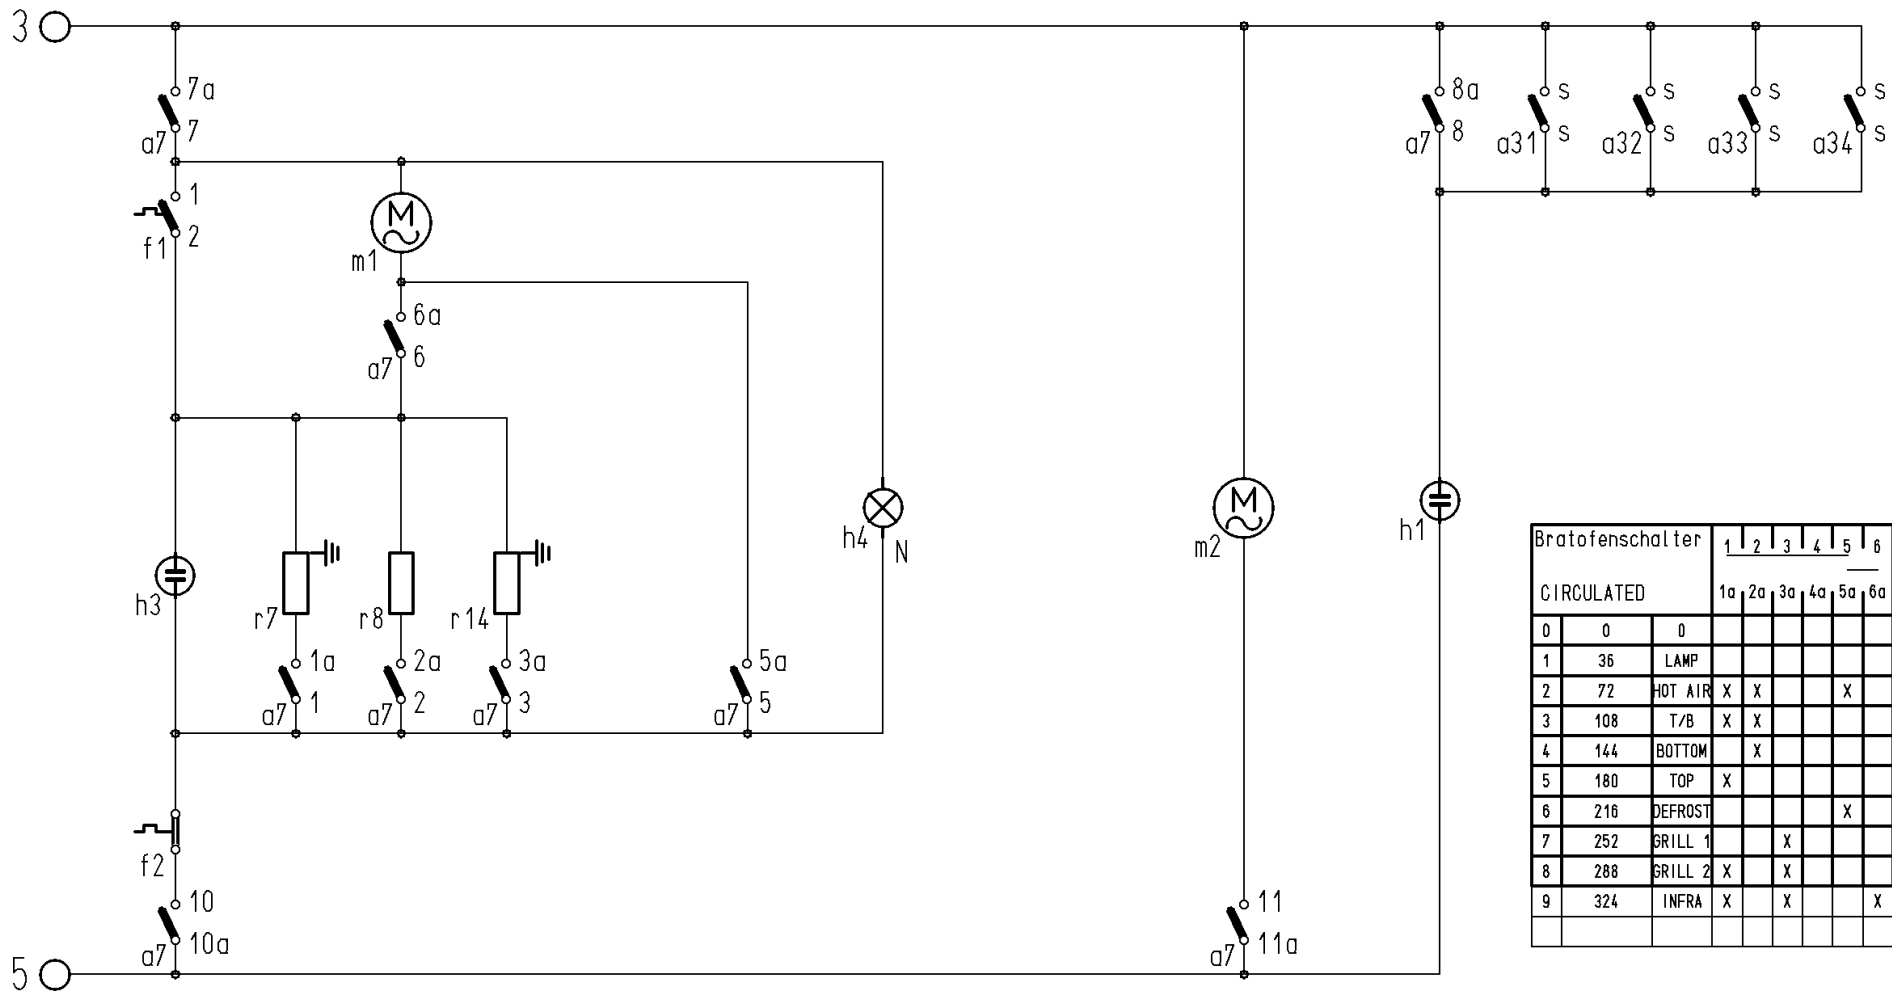 3
7a
7
a7
8a
8
a7
s
s
a31
s
s
a32
s
s
a33
s
s
a34
1
2
f1
M
m1
6a
6
a7
h3
r7
r8
r14
h4
N
M
m2
h1
1a
1
a7
2a
2
a7
3a
3
a7
5a
5
a7
f2
10
10a
a7
11
11a
a7
5
Bratofenschalter 1 2 3 4 5 6
CIRCULATED 1a 2a 3a 4a 5a 6a
0 0 0
1 36 LAMP
2 72 HOT AIR X X X
3 108 T/B X X
4 144 BOTTOM X
5 180 TOP X
6 216 DEFROST X
7 252 GRILL 1 X
8 288 GRILL 2 X X
9 324 INFRA X X X